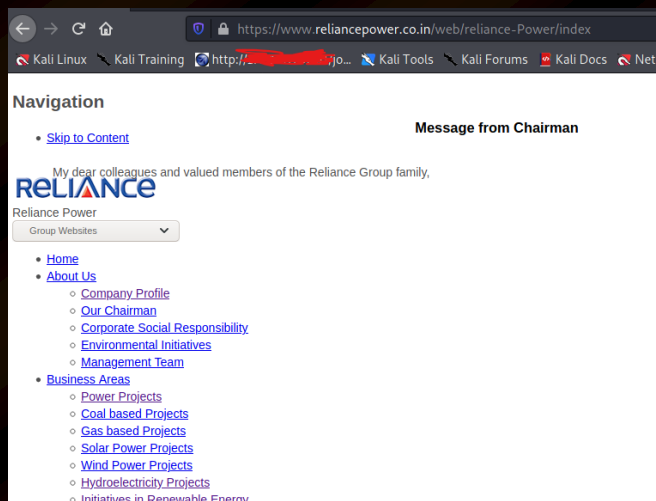 https://www.reliancepower.co.in/web/reliance-Power/index
Kali Linux Kali Training http:/ jo... Kali Tools Kali Forums Kali Docs Net
Navigation
Message from Chairman
Skip to Content
My dear colleagues and valued members of the Reliance Group family,
RELIANCE
Reliance Power
Group Websites
Home
About Us
Company Profile
Our Chairman
Corporate Social Responsibility
Environmental Initiatives
Management Team
Business Areas
Power Projects
Coal based Projects
Gas based Projects
Solar Power Projects
Wind Power Projects
Hydroelectricity Projects
Initiatives in Renewable Energy